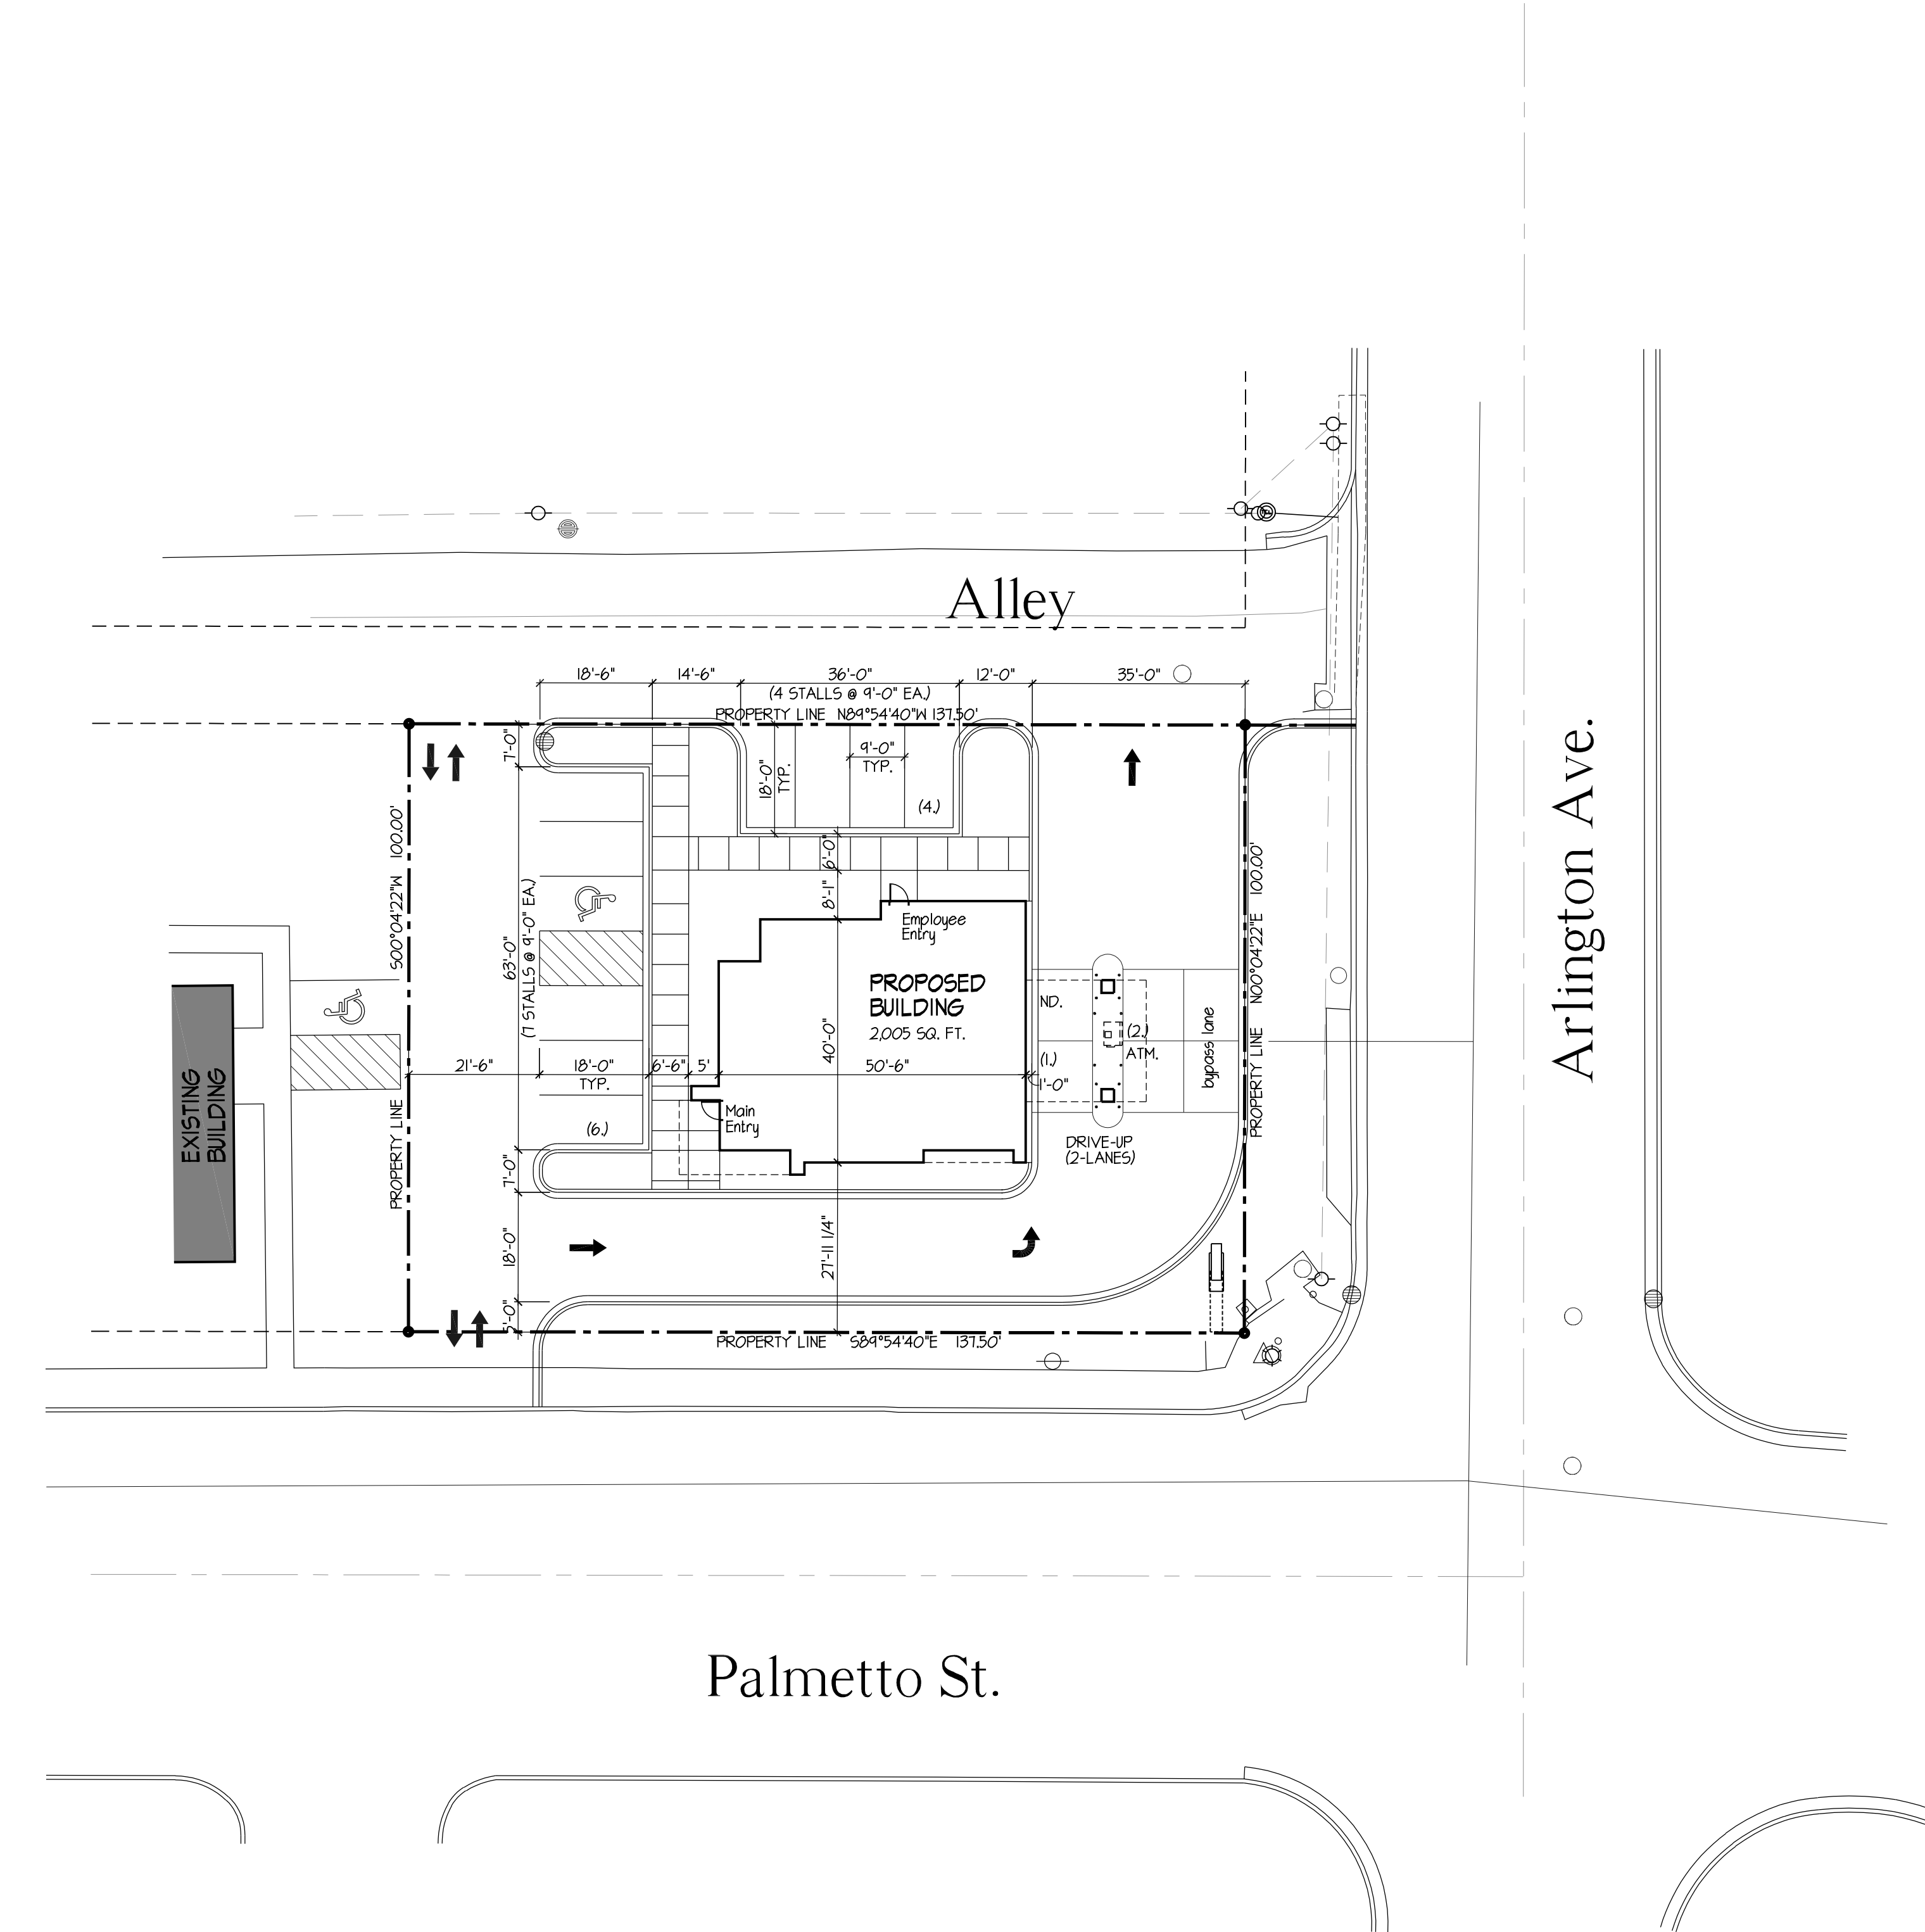 Alley
Arlington Ave.
18'-6"
14'-6"
36'-0"
12'-0"
35'-0"
(4 STALLS @ 9'-0" EA.)
PROPERTY LINE N89°54'40"W 137.50'
7'-0"
18'-0"
TYP.
9'-0"
TYP.
(4.)
S00°04'22"W 100.00'
PROPERTY LINE
63'-0"
(7 STALLS @ 9'-0" EA.)
6'-0"
8'-1"
Employee
Entry
PROPOSED
BUILDING
2,005 SQ. FT.
40'-0"
N00°04'22"E 100.00'
PROPERTY LINE
ND.
(2.)
ATM.
(1.)
1'-0"
bypass lane
EXISTING
BUILDING
21'-6"
18'-0"
TYP.
6'-6"
5'
50'-6"
Main
Entry
(6.)
DRIVE-UP
(2-LANES)
7'-0"
18'-0"
27'-11 1/4"
5'-0"
PROPERTY LINE S89°54'40"E 137.50'
Palmetto St.